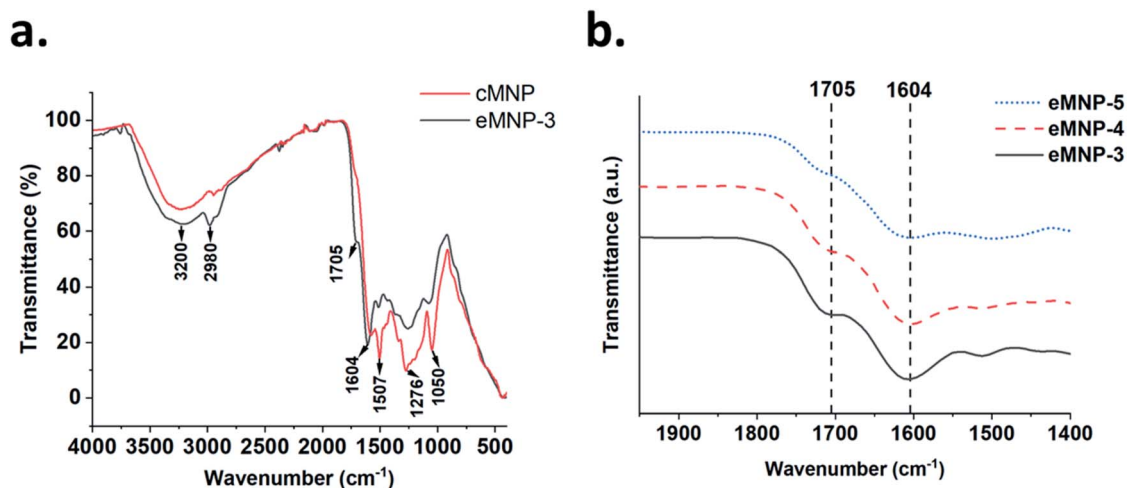 a.
cMNP
eMNP-3
Transmittance (%)
100
80
60
40
20
0
3200
2980
1705
1604
1507
1276
1050
4000 3500 3000 2500 2000 1500 1000 500
Wavenumber (cm⁻¹)
b.
1705 1604
eMNP-5
eMNP-4
eMNP-3
Transmittance (a.u.)
1900 1800 1700 1600 1500 1400
Wavenumber (cm⁻¹)